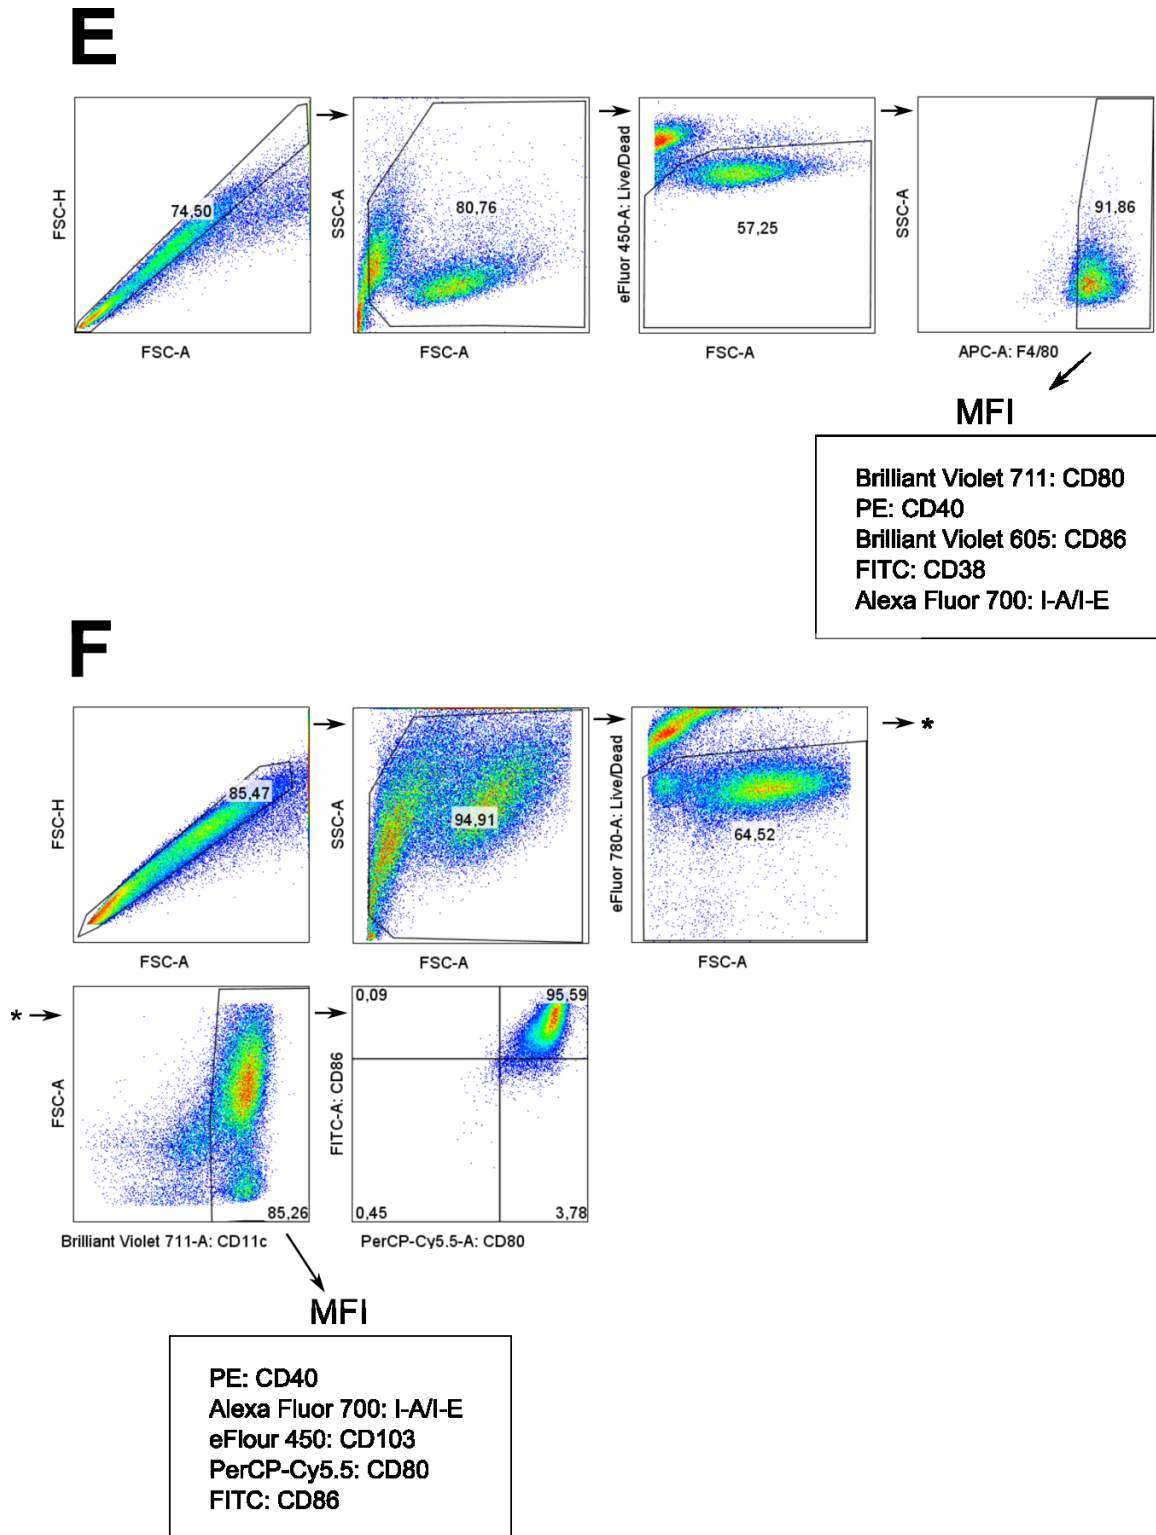 E
FSC-H
74,50
FSC-A
SSC-A
80,76
FSC-A
eFluor 450-A: Live/Dead
57,25
FSC-A
SSC-A
91,86
APC-A: F4/80
MFI
Brilliant Violet 711: CD80
PE: CD40
Brilliant Violet 605: CD86
FITC: CD38
Alexa Fluor 700: I-A/I-E
F
FSC-H
85,47
FSC-A
SSC-A
94,91
FSC-A
eFluor 780-A: Live/Dead
64,52
FSC-A
*
*
FSC-A
85,26
Brilliant Violet 711-A: CD11c
FITC-A: CD86
0,09
95,59
0,45
3,78
PerCP-Cy5.5-A: CD80
MFI
PE: CD40
Alexa Fluor 700: I-A/I-E
eFlour 450: CD103
PerCP-Cy5.5: CD80
FITC: CD86